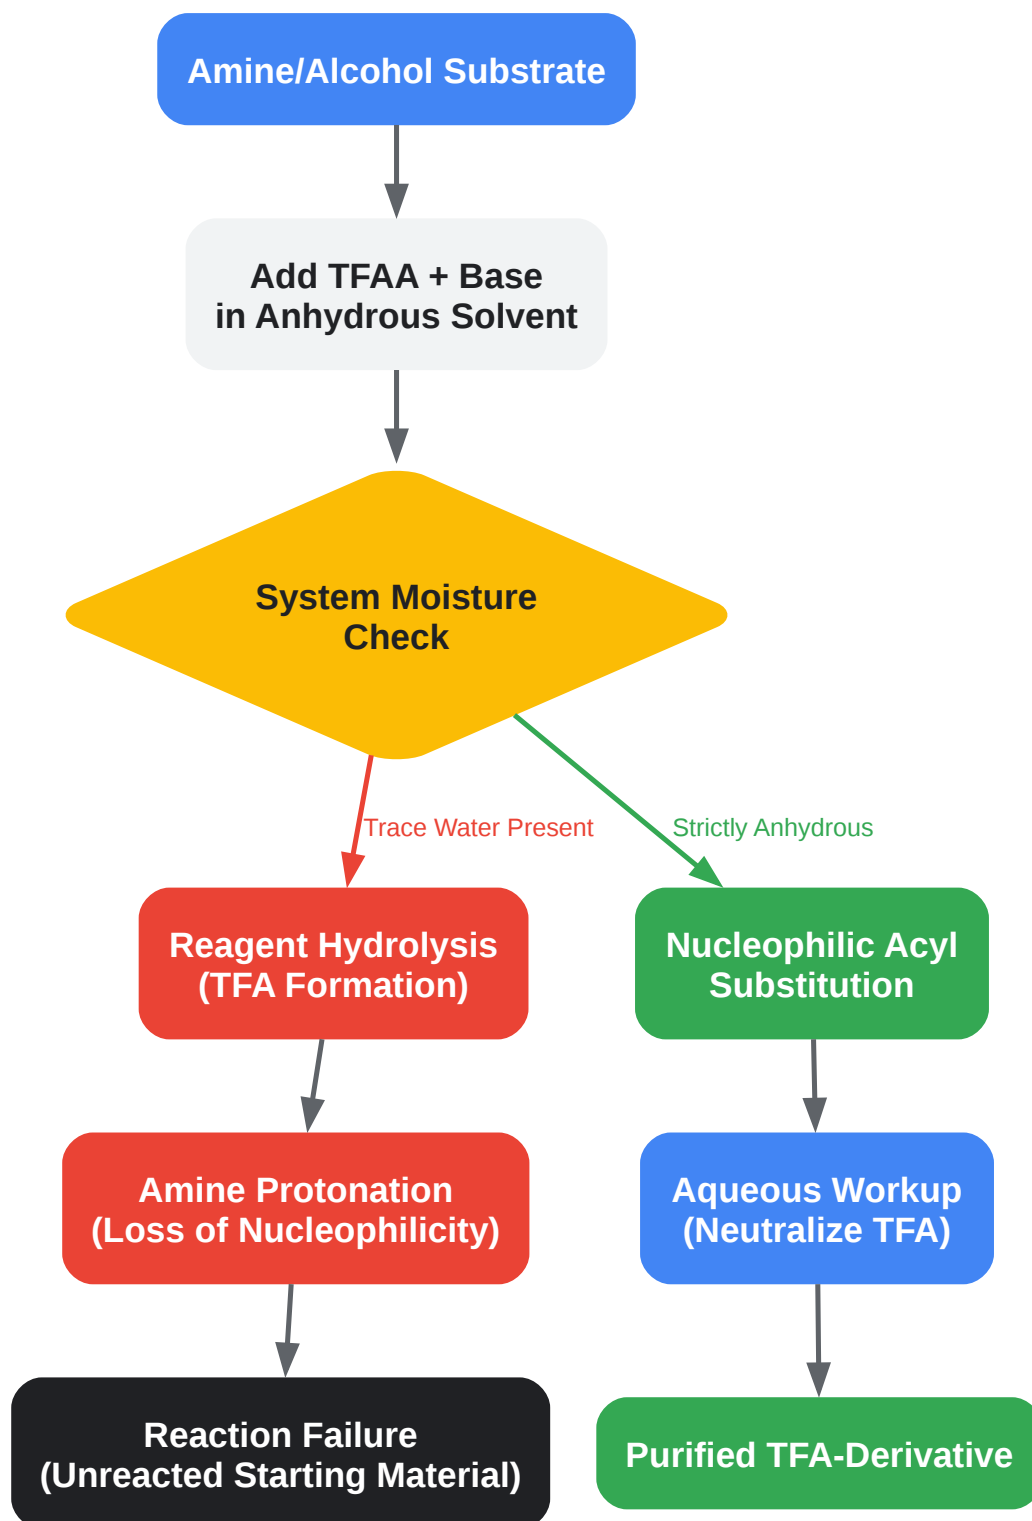 Amine/Alcohol Substrate
Add TFAA + Base
in Anhydrous Solvent
System Moisture
Check
Trace Water Present
Strictly Anhydrous
Reagent Hydrolysis
(TFA Formation)
Nucleophilic Acyl
Substitution
Amine Protonation
(Loss of Nucleophilicity)
Aqueous Workup
(Neutralize TFA)
Reaction Failure
(Unreacted Starting Material)
Purified TFA-Derivative